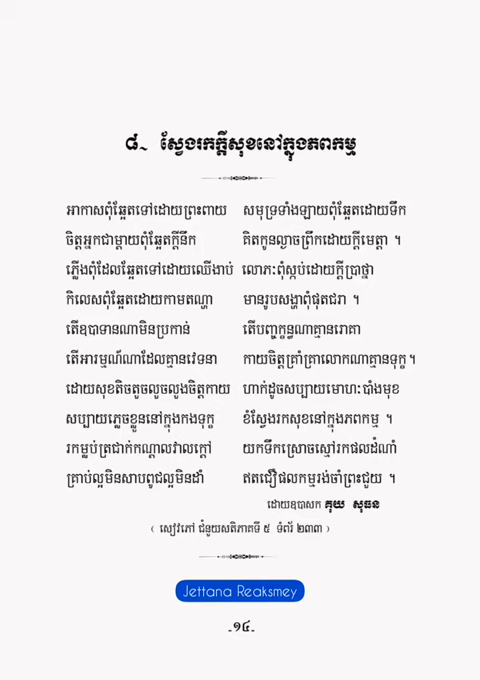 ៨~ ស្វែងរកក្ដីសុខនៅក្នុងភពកម្ម
អាកាសពុំឆ្អែតទៅដោយព្រះពាយ សមុទ្រទាំងឡាយពុំឆ្អែតដោយទឹក
ចិត្តអ្នកជាម្ដាយពុំឆ្អែតក្ដីនឹក គិតកូនល្ងាចព្រឹកដោយក្ដីមេត្តា ។
ភ្លើងពុំដែលឆ្អែតទៅដោយឈើងាប់ លោភៈពុំស្កប់ដោយក្ដីប្រាថ្នា
កិលេសពុំឆ្អែតដោយកាមតណ្ហា មានរូបសង្ហាពុំផុតជរា ។
តើឧបាទានណាមិនប្រកាន់ តើបញ្ចក្ខន្ធណាគ្មានរោគា
តើអារម្មណ៍ណាដែលគ្មានវេទនា កាយចិត្តគ្រាំគ្រាលោកណាគ្មានទុក្ខ។
ដោយសុខតិចតួចលួចលួងចិត្តកាយ ហាក់ដូចសប្បាយមោហៈបាំងមុខ
សប្បាយភ្លេចខ្លួននៅក្នុងកងទុក្ខ ខំស្វែងរកសុខនៅក្នុងភពកម្ម ។
រកម្លប់ត្រជាក់កណ្ដាលវាលក្ដៅ យកទឹកស្រោចស្មៅរកផលដំណាំ
គ្រាប់ល្អមិនសាបពូជល្អមិនដាំ ឥតជឿផលកម្មរង់ចាំព្រះជួយ ។
ដោយឧបាសក គុយ សុធន
( សៀវភៅ ជំនួយសតិភាគទី ៥ ទំព័រ ២៣៣ )
Jettana Reaksmey
-១៤-